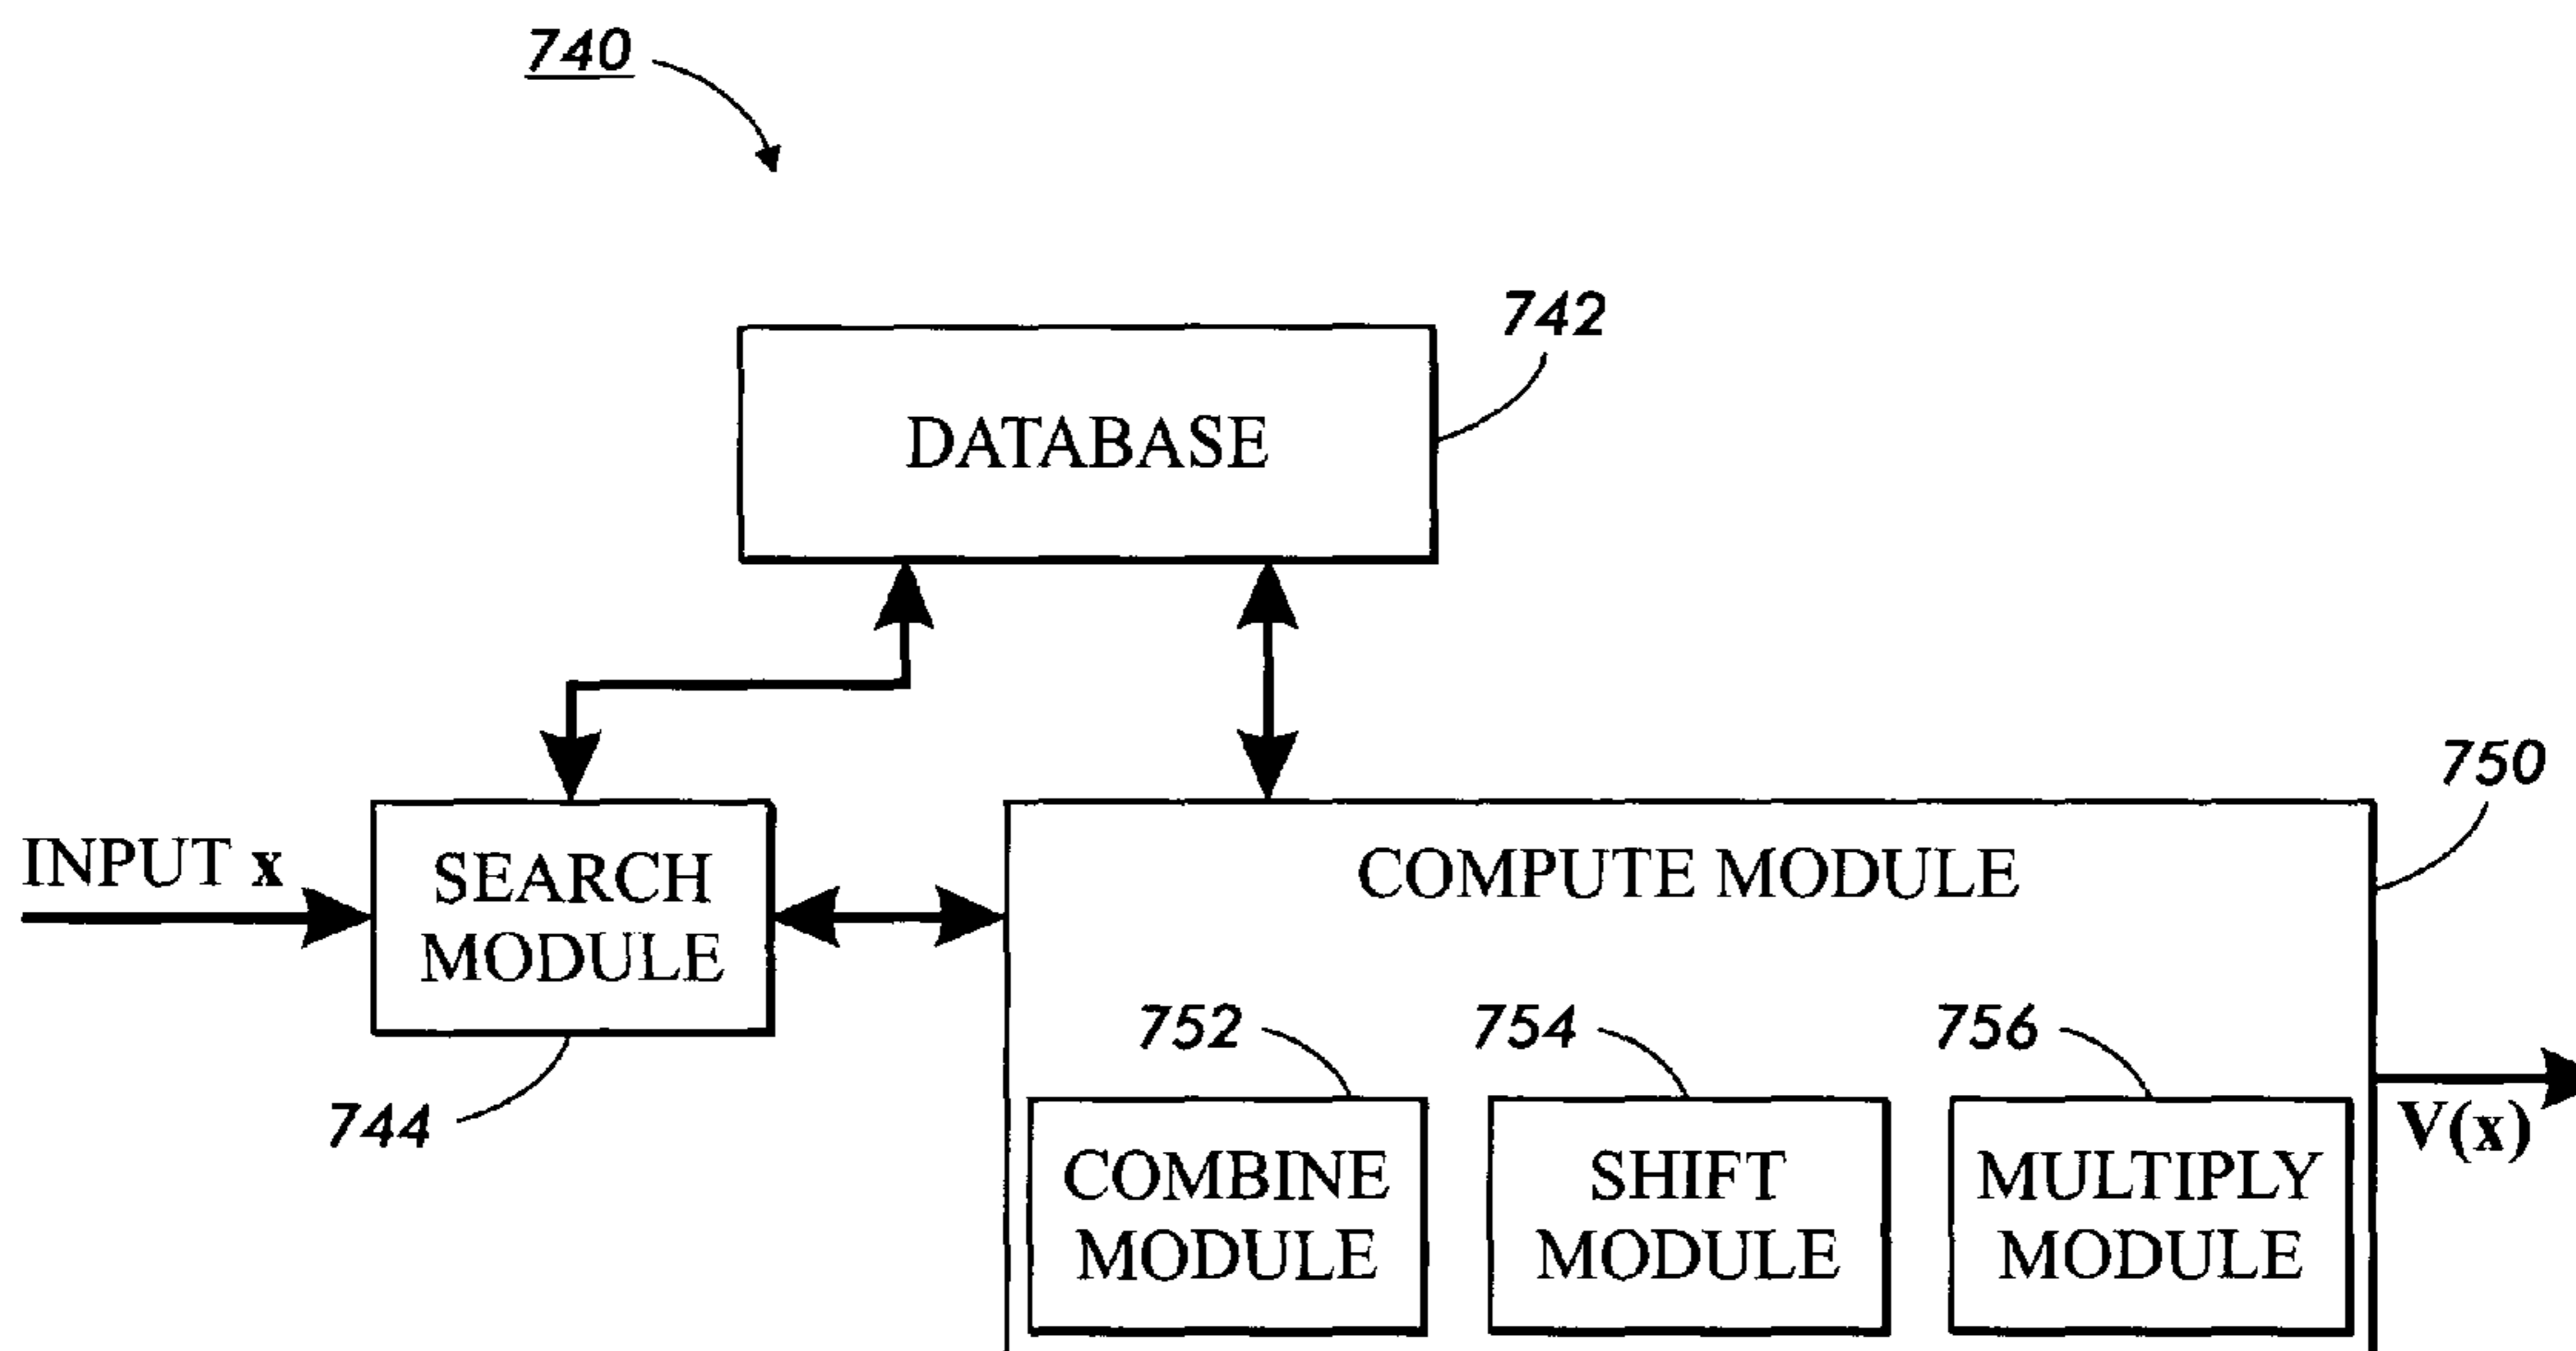 740
742
DATABASE
750
INPUT x
SEARCH
MODULE
COMPUTE MODULE
744
752
754
756
COMBINE
MODULE
SHIFT
MODULE
MULTIPLY
MODULE
V(x)